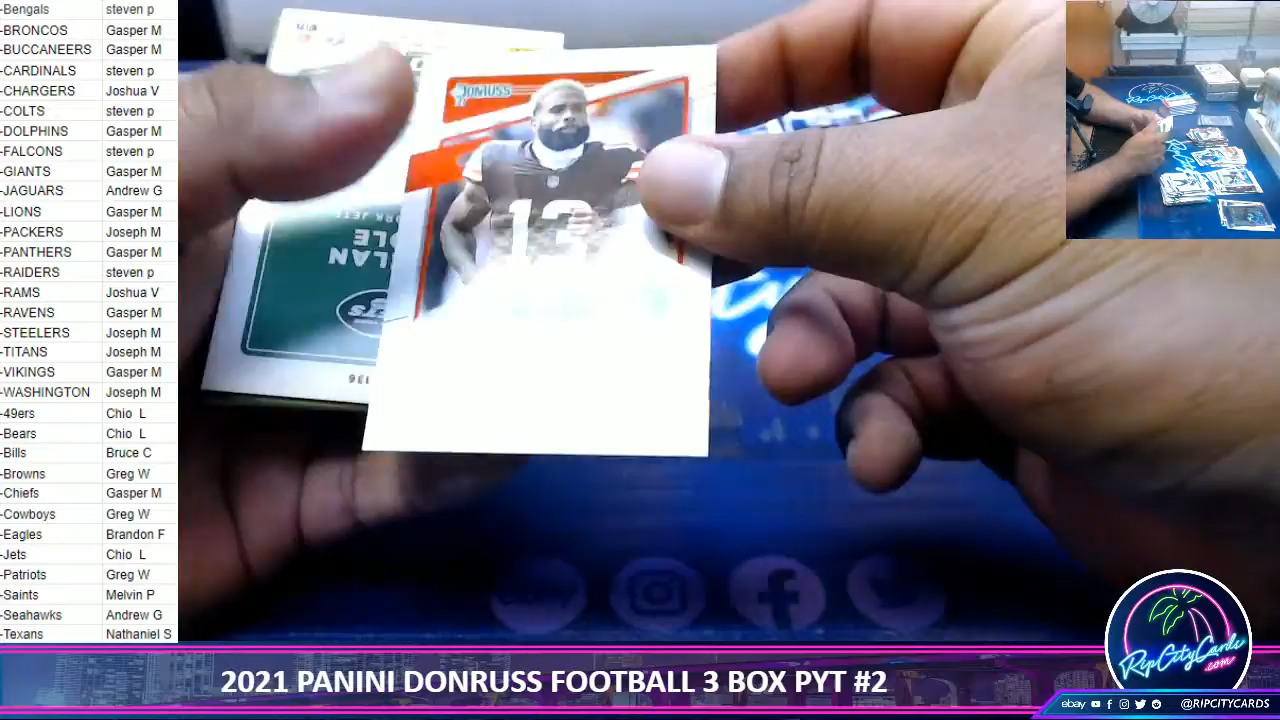 -Bengals steven p
-BRONCOS Gasper M
-BUCCANEERS Gasper M
-CARDINALS steven p
-CHARGERS Joshua V
-COLTS steven p
-DOLPHINS Gasper M
-FALCONS steven p
-GIANTS Gasper M
-JAGUARS Andrew G
-LIONS Gasper M
-PACKERS Joseph M
-PANTHERS Gasper M
-RAIDERS steven p
-RAMS Joshua V
-RAVENS Gasper M
-STEELERS Joseph M
-TITANS Joseph M
-VIKINGS Gasper M
-WASHINGTON Joseph M
-49ers Chio L
-Bears Chio L
-Bills Bruce C
-Browns Greg W
-Chiefs Gasper M
-Cowboys Greg W
-Eagles Brandon F
-Jets Chio L
-Patriots Greg W
-Saints Melvin P
-Seahawks Andrew G
-Texans Nathaniel S
DONRUSS
13
2021 PANINI DONRUSS FOOTBALL 3 BOX PYT #2
RipCityCards
.com
ebay
@RIPCITYCARDS